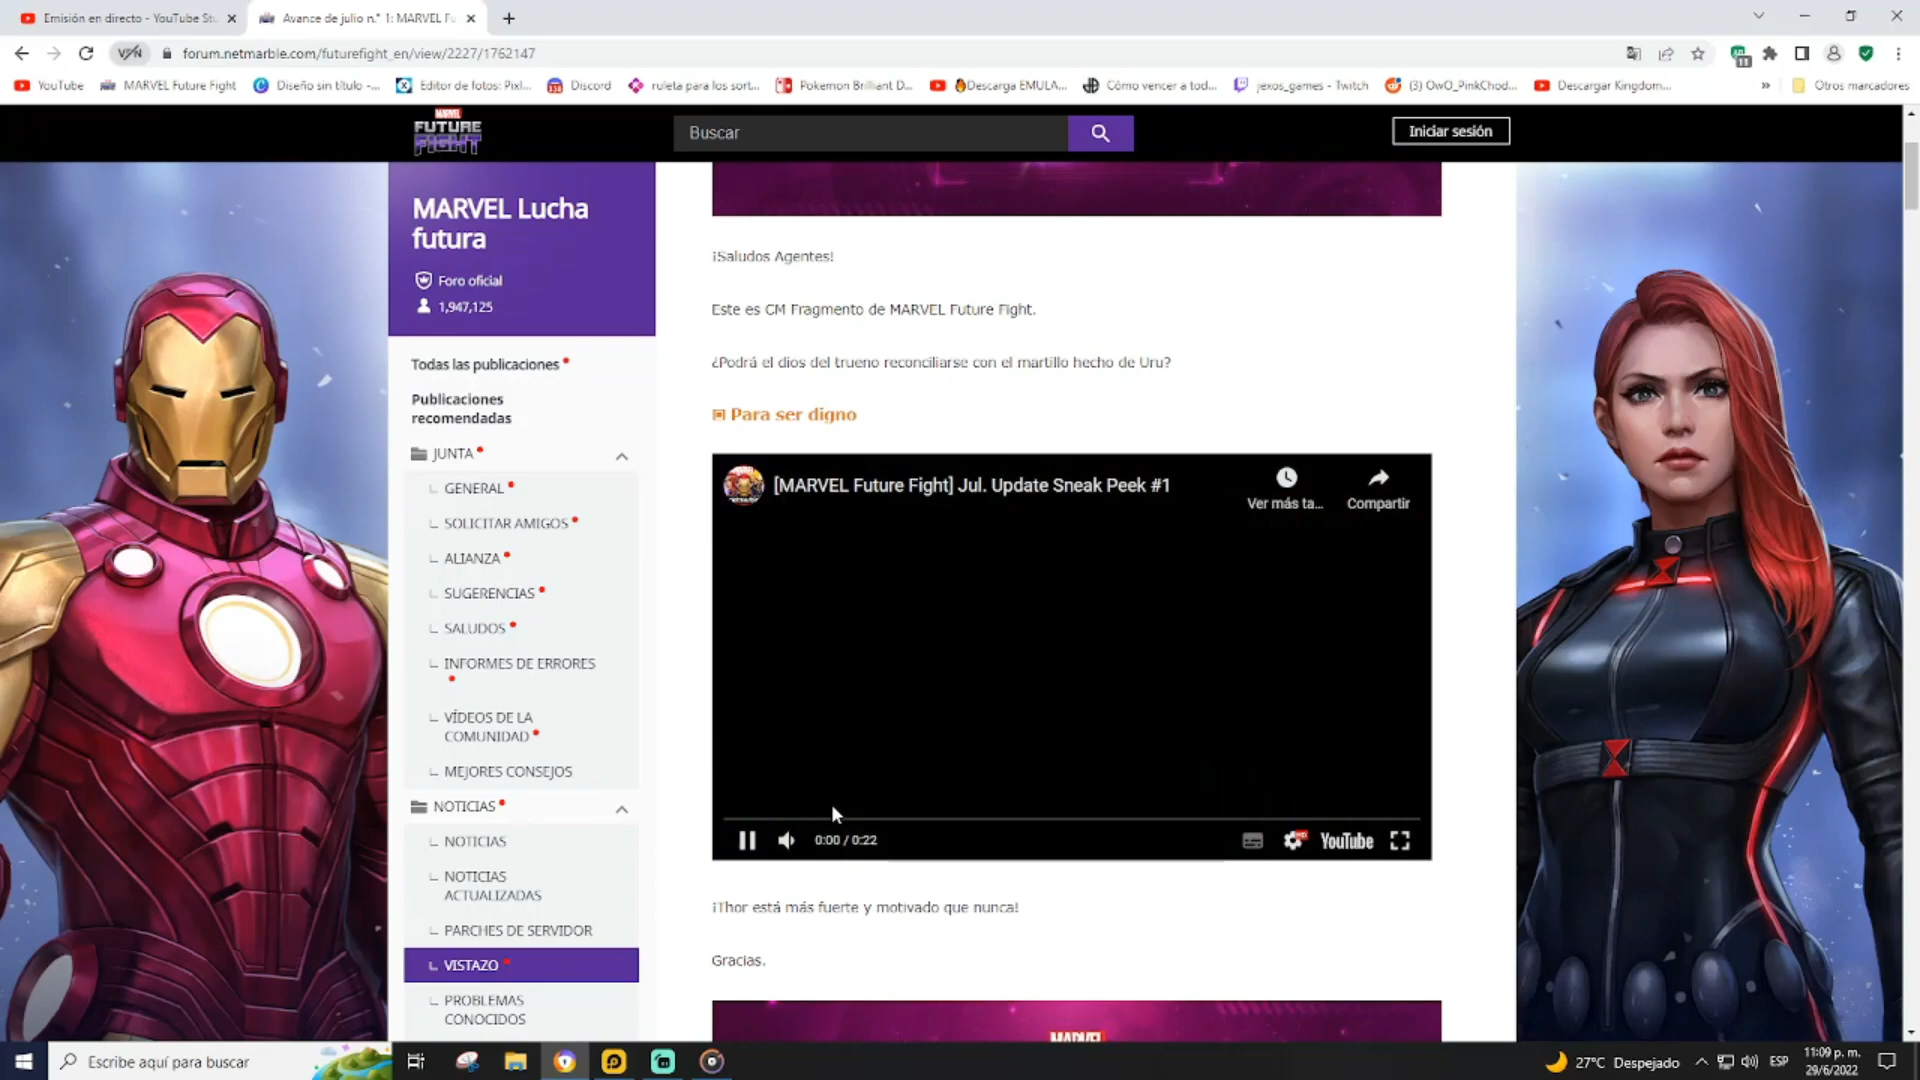 Emisión en directo - YouTube Stu
Avance de julio n.° 1: MARVEL Fu
VPN
forum.netmarble.com/futurefight_en/view/2227/1762147
11
YouTube
MARVEL Future Fight
Diseño sin título -...
Editor de fotos: Pixl...
Discord
ruleta para los sort...
Pokemon Brilliant D...
Descarga EMULA...
Cómo vencer a tod...
jexos_games - Twitch
(3) OwO_PinkChod...
Descargar Kingdom...
»
Otros marcadores
MARVEL
FUTURE
FIGHT
Buscar
Iniciar sesión
MARVEL Lucha
futura
Foro oficial
1,947,125
Todas las publicaciones
Publicaciones
recomendadas
JUNTA
GENERAL
SOLICITAR AMIGOS
ALIANZA
SUGERENCIAS
SALUDOS
INFORMES DE ERRORES
VÍDEOS DE LA
COMUNIDAD
MEJORES CONSEJOS
NOTICIAS
NOTICIAS
NOTICIAS
ACTUALIZADAS
PARCHES DE SERVIDOR
VISTAZO
PROBLEMAS
CONOCIDOS
¡Saludos Agentes!
Este es CM Fragmento de MARVEL Future Fight.
¿Podrá el dios del trueno reconciliarse con el martillo hecho de Uru?
▣ Para ser digno
[MARVEL Future Fight] Jul. Update Sneak Peek #1
Ver más ta...
Compartir
0:00 / 0:22
HD
YouTube
¡Thor está más fuerte y motivado que nunca!
Gracias.
MARVEL
Escribe aquí para buscar
27°C Despejado
ESP
11:09 p. m.
29/6/2022